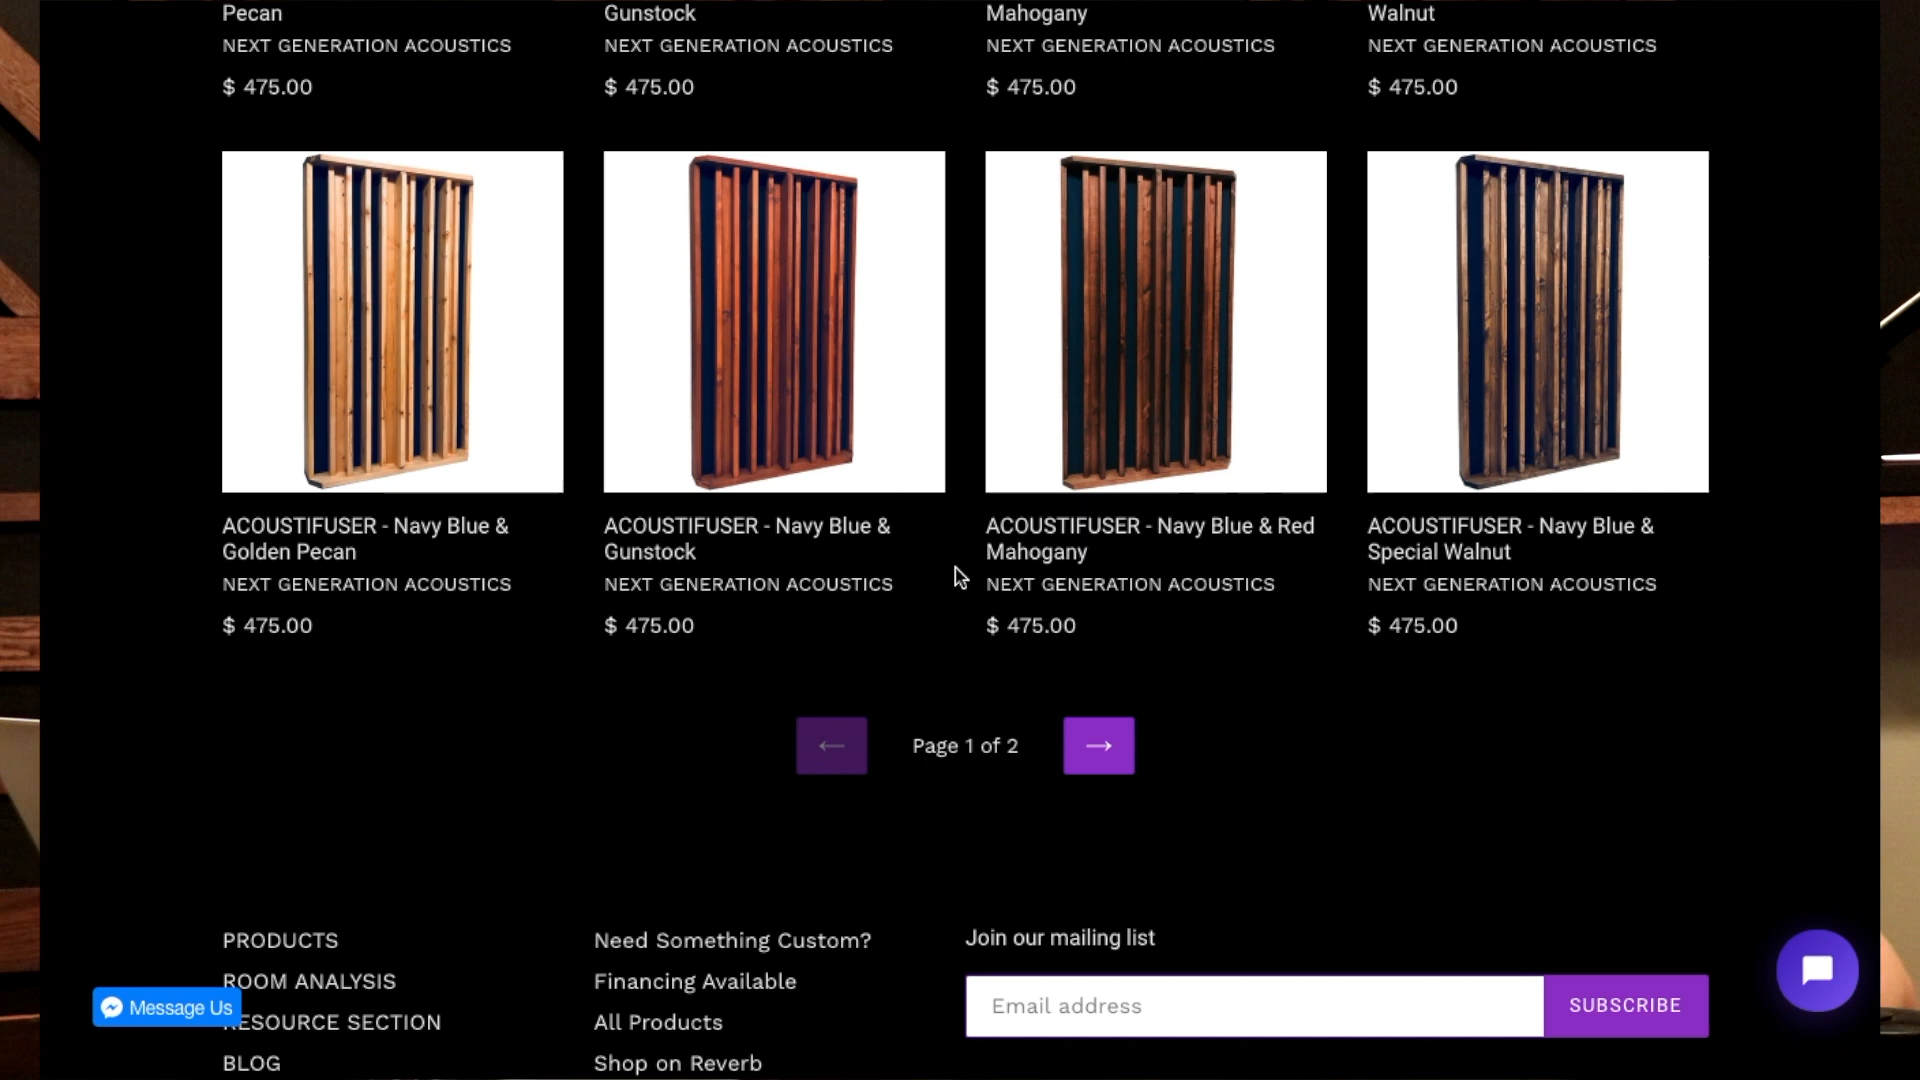 Pecan
Gunstock
Mahogany
Walnut
NEXT GENERATION ACOUSTICS
NEXT GENERATION ACOUSTICS
NEXT GENERATION ACOUSTICS
NEXT GENERATION ACOUSTICS
$ 475.00
$ 475.00
$ 475.00
$ 475.00
ACOUSTIFUSER - Navy Blue &
Golden Pecan
NEXT GENERATION ACOUSTICS
$ 475.00
ACOUSTIFUSER - Navy Blue &
Gunstock
NEXT GENERATION ACOUSTICS
$ 475.00
ACOUSTIFUSER - Navy Blue & Red
Mahogany
NEXT GENERATION ACOUSTICS
$ 475.00
ACOUSTIFUSER - Navy Blue &
Special Walnut
NEXT GENERATION ACOUSTICS
$ 475.00
Page 1 of 2
PRODUCTS
ROOM ANALYSIS
RESOURCE SECTION
BLOG
Message Us
Need Something Custom?
Financing Available
All Products
Shop on Reverb
Join our mailing list
Email address
SUBSCRIBE